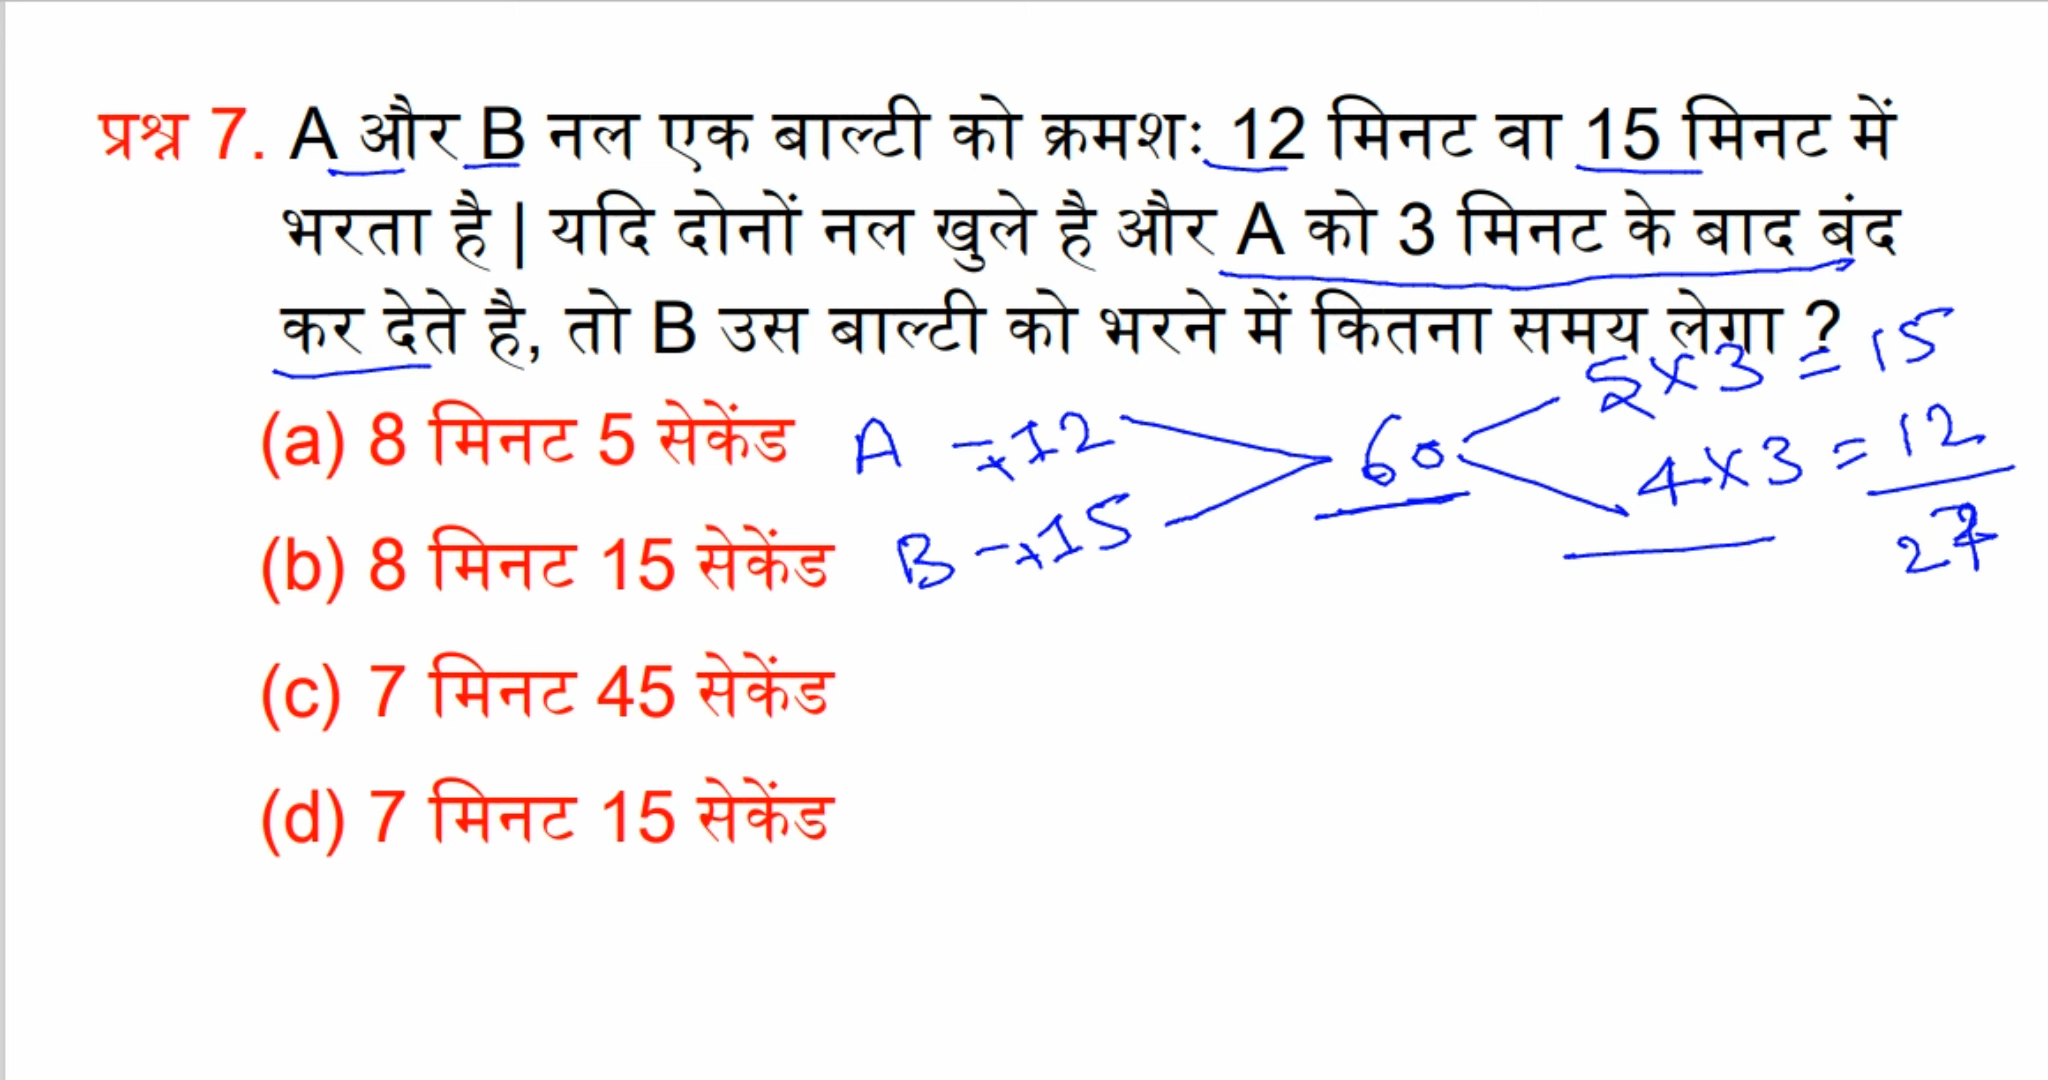 प्रश्न 7. A और B नल एक बाल्टी को क्रमशः 12 मिनट वा 15 मिनट में
भरता है | यदि दोनों नल खुले है और A को 3 मिनट के बाद बंद
कर देते है, तो B उस बाल्टी को भरने में कितना समय लेगा ?
(a) 8 मिनट 5 सेकेंड
(b) 8 मिनट 15 सेकेंड
(c) 7 मिनट 45 सेकेंड
(d) 7 मिनट 15 सेकेंड
A → 12
B → 15
60
5 × 3 = 15
4 × 3 = 12
27